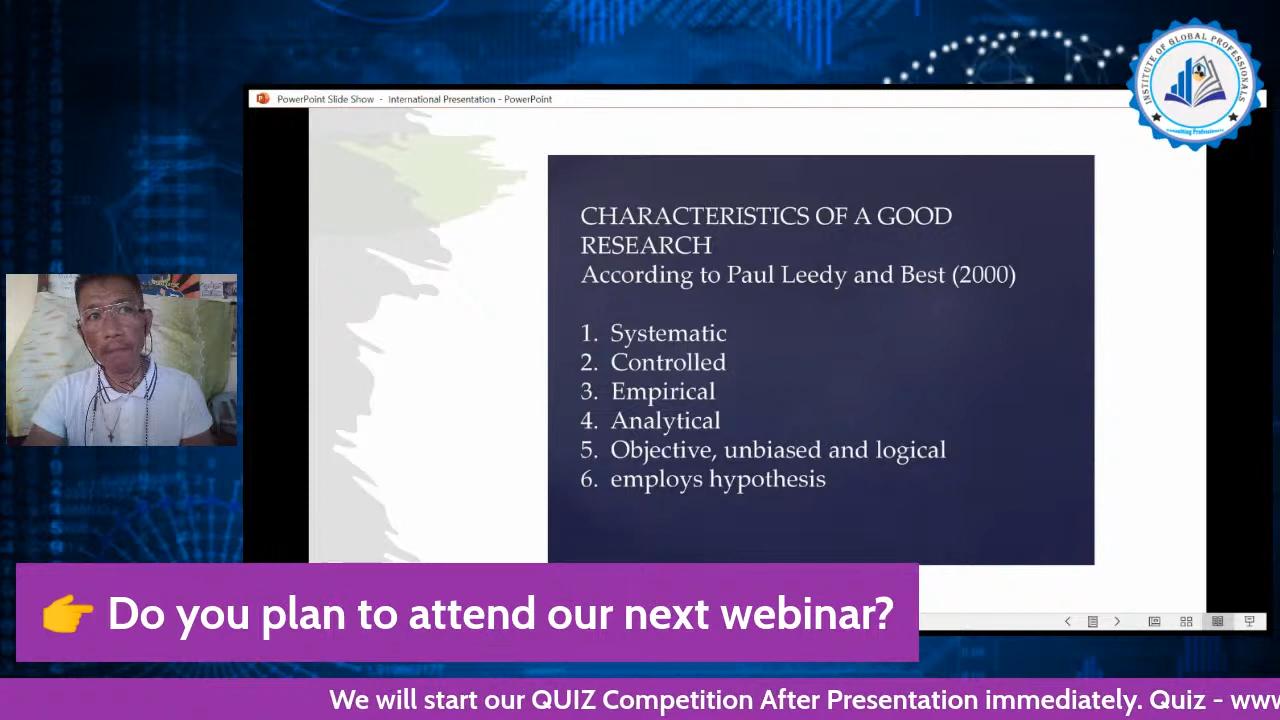 INSTITUTE OF GLOBAL PROFESSIONALS
Consulting Professionals
PowerPoint Slide Show - International Presentation - PowerPoint
CHARACTERISTICS OF A GOOD
RESEARCH
According to Paul Leedy and Best (2000)
1. Systematic
2. Controlled
3. Empirical
4. Analytical
5. Objective, unbiased and logical
6. employs hypothesis
👉 Do you plan to attend our next webinar?
We will start our QUIZ Competition After Presentation immediately. Quiz - www